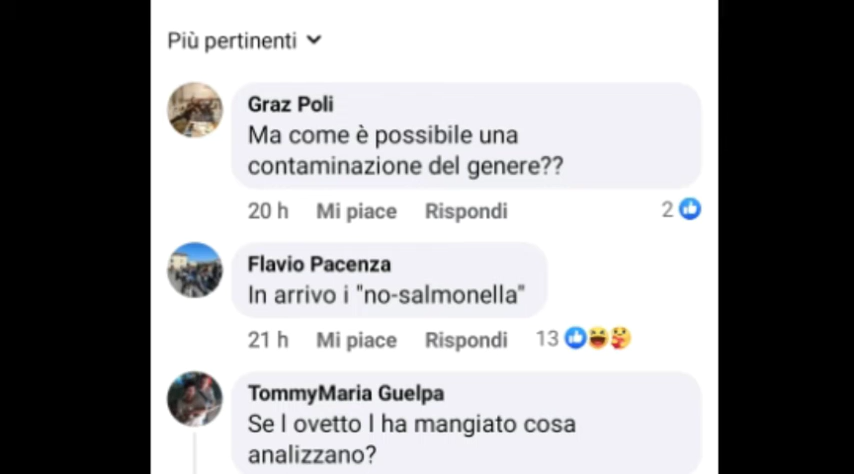 Più pertinenti
Graz Poli
Ma come è possibile una
contaminazione del genere??
20 h Mi piace Rispondi 2
Flavio Pacenza
In arrivo i "no-salmonella"
21 h Mi piace Rispondi 13
TommyMaria Guelpa
Se l ovetto l ha mangiato cosa
analizzano?